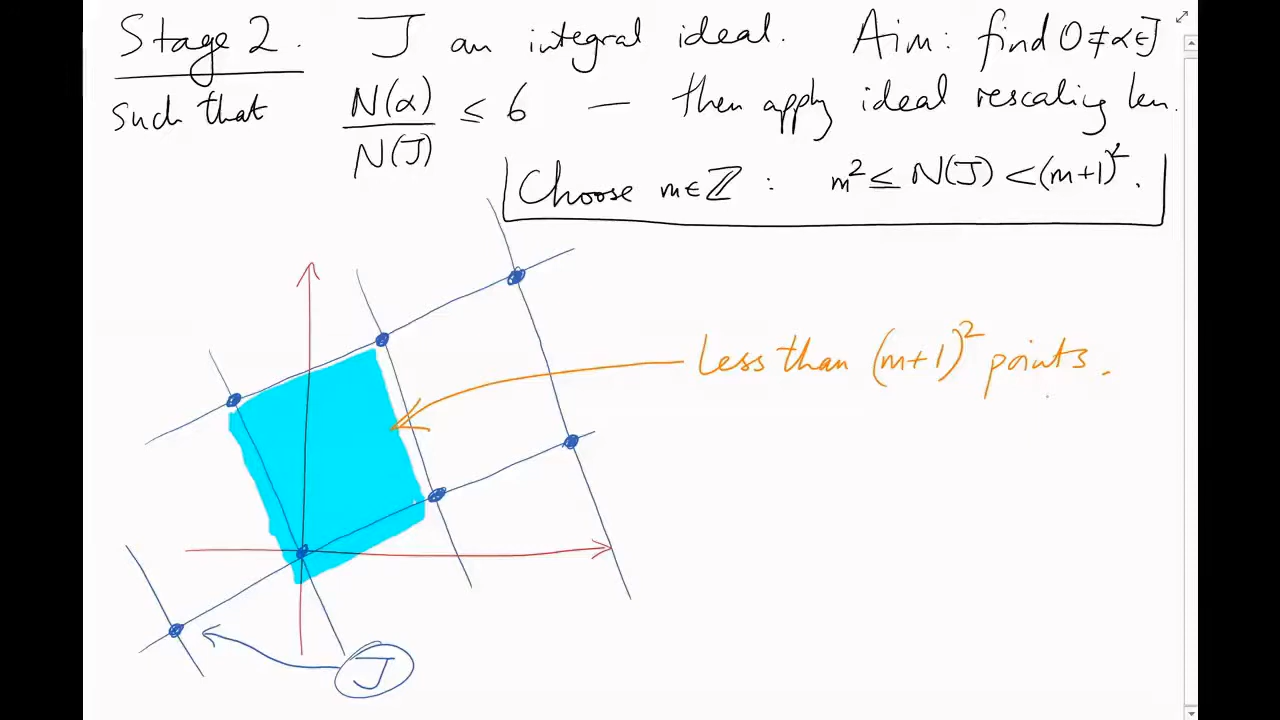 Stage 2. J an integral ideal. Aim: find 0≠α∈J
such that N(α)/N(J) ≤ 6 — then apply ideal rescaling lem.
Choose m∈ℤ : m² ≤ N(J) < (m+1)².
Less than (m+1)² points.
J